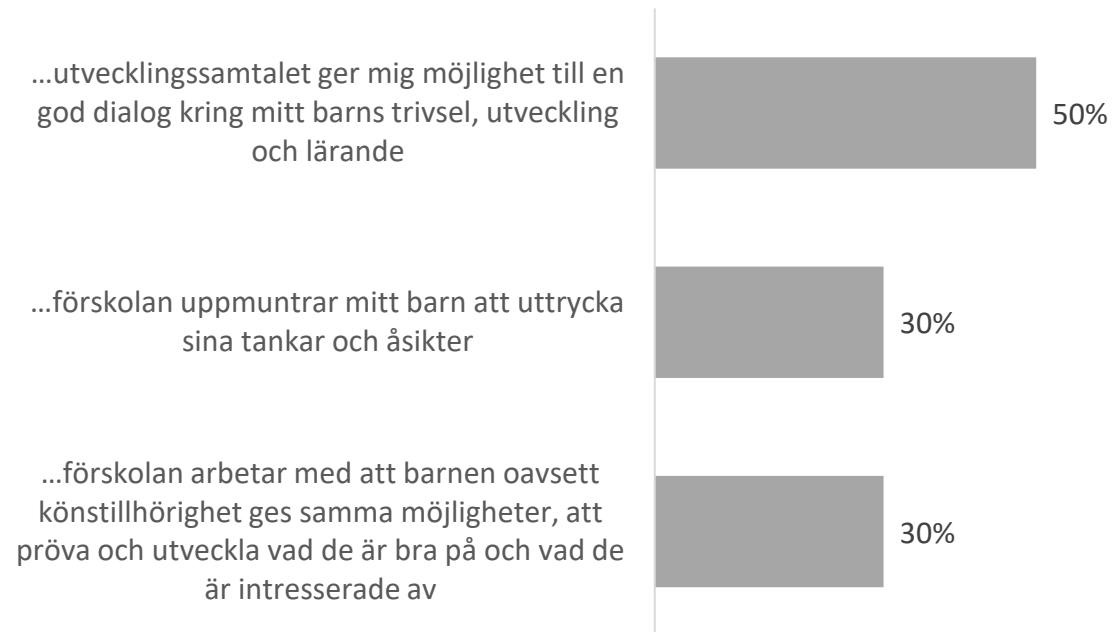 …utvecklingssamtalet ger mig möjlighet till en
god dialog kring mitt barns trivsel, utveckling
och lärande
50%
…förskolan uppmuntrar mitt barn att uttrycka
sina tankar och åsikter
30%
…förskolan arbetar med att barnen oavsett
könstillhörighet ges samma möjligheter, att
pröva och utveckla vad de är bra på och vad de
är intresserade av
30%